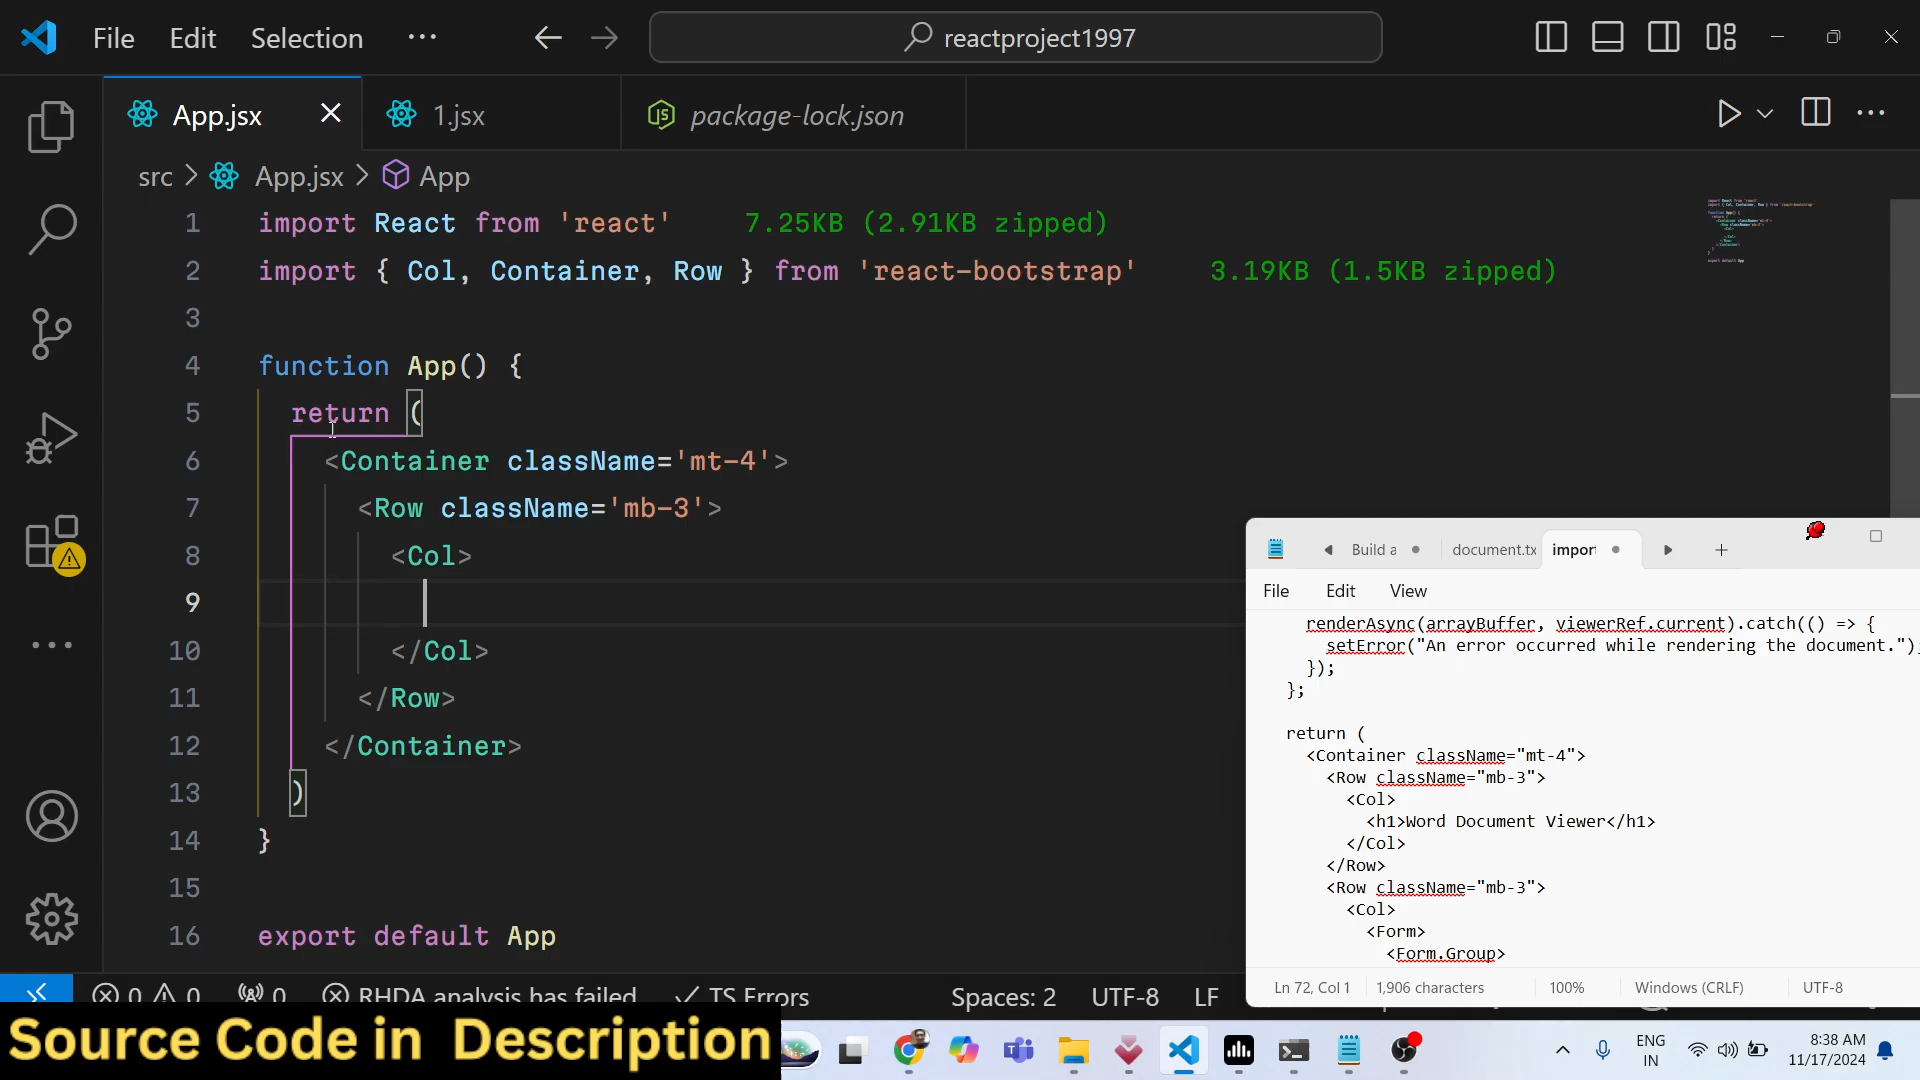 File Edit Selection ···
reactproject1997
App.jsx
1.jsx
package-lock.json
src > App.jsx > App
1 import React from 'react' 7.25KB (2.91KB zipped)
2 import { Col, Container, Row } from 'react-bootstrap' 3.19KB (1.5KB zipped)
3
4 function App() {
5 return (
6 <Container className='mt-4'>
7 <Row className='mb-3'>
8 <Col>
9
10 </Col>
11 </Row>
12 </Container>
13 )
14 }
15
16 export default App
0 0 0 RHDA analysis has failed TS Errors Spaces: 2 UTF-8 LF
Build a document.tx import
File Edit View
renderAsync(arrayBuffer, viewerRef.current).catch(() => {
setError("An error occurred while rendering the document.");
});
};
return (
<Container className="mt-4">
<Row className="mb-3">
<Col>
<h1>Word Document Viewer</h1>
</Col>
</Row>
<Row className="mb-3">
<Col>
<Form>
<Form.Group>
Ln 72, Col 1 1,906 characters 100% Windows (CRLF) UTF-8
Source Code in Description
ENG
IN
8:38 AM
11/17/2024